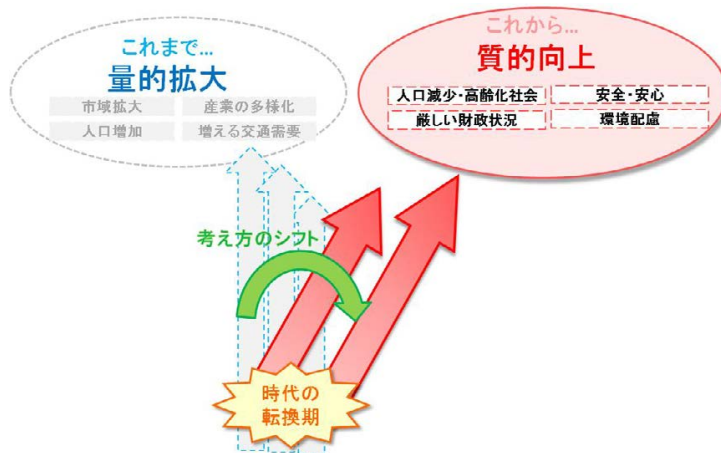 これまで...
量的拡大
市域拡大
産業の多様化
人口増加
増える交通需要
これから...
質的向上
人口減少・高齢化社会
安全・安心
厳しい財政状況
環境配慮
考え方のシフト
時代の
転換期